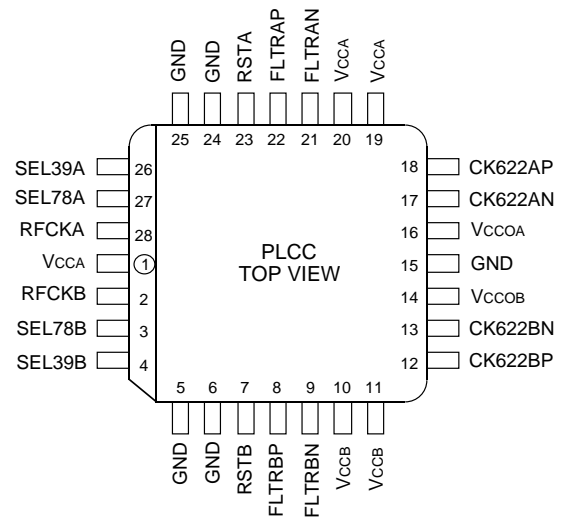 GND
GND
RSTA
FLTRAP
FLTRAN
VCCA
VCCA
25
24
23
22
21
20
19
SEL39A
26
SEL78A
27
RFCKA
28
VCCA
1
RFCKB
2
SEL78B
3
SEL39B
4
PLCC
TOP VIEW
18
CK622AP
17
CK622AN
16
VCCOA
15
GND
14
VCCOB
13
CK622BN
12
CK622BP
5
6
7
8
9
10
11
GND
GND
RSTB
FLTRBP
FLTRBN
VCCB
VCCB